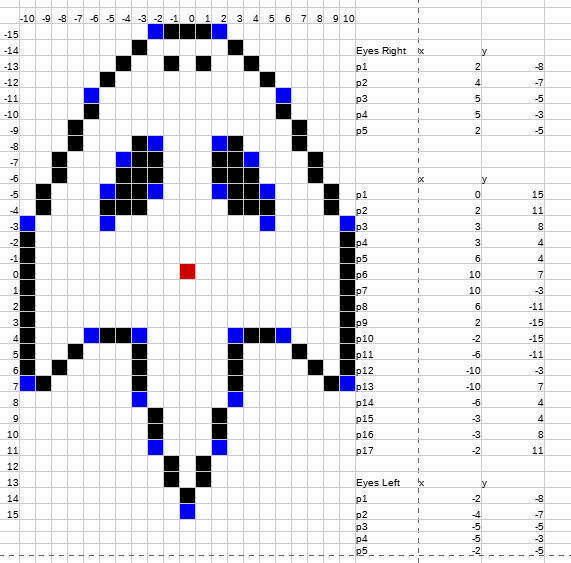 -10 -9 -8 -7 -6 -5 -4 -3 -2 -1 0 1 2 3 4 5 6 7 8 9 10
-15
-14 Eyes Right x y
-13 p1 2 -8
-12 p2 4 -7
-11 p3 5 -5
-10 p4 5 -3
-9 p5 2 -5
-8
-7
-6 x y
-5 p1 0 15
-4 p2 2 11
-3 p3 3 8
-2 p4 3 4
-1 p5 6 4
0 p6 10 7
1 p7 10 -3
2 p8 6 -11
3 p9 2 -15
4 p10 -2 -15
5 p11 -6 -11
6 p12 -10 -3
7 p13 -10 7
8 p14 -6 4
9 p15 -3 4
10 p16 -3 8
11 p17 -2 11
12
13 Eyes Left x y
14 p1 -2 -8
15 p2 -4 -7
p3 -5 -5
p4 -5 -3
p5 -2 -5